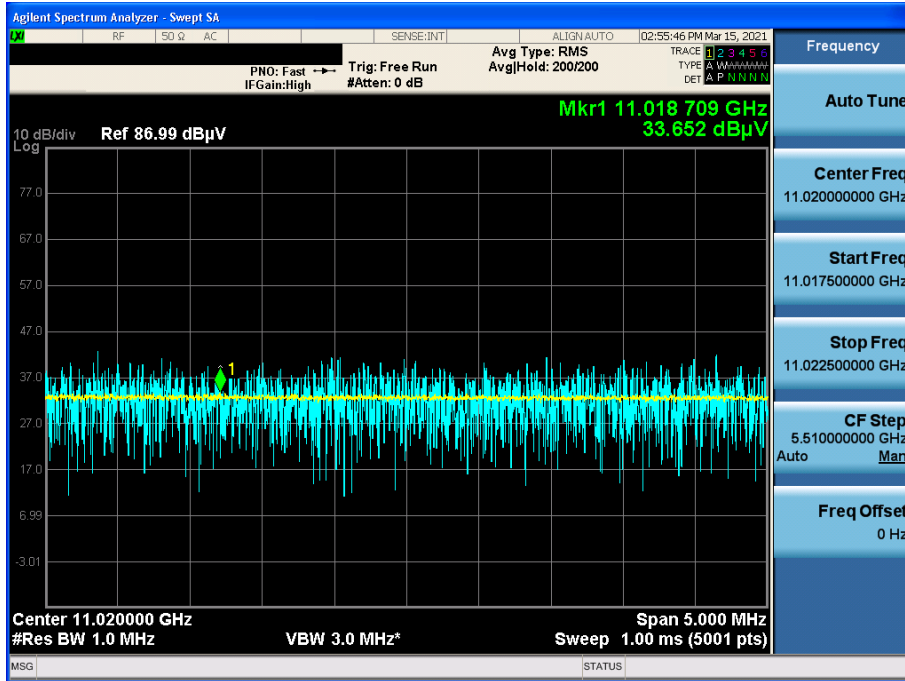 Agilent Spectrum Analyzer - Swept SA
LXI RF 50 Ω AC SENSE:INT ALIGN AUTO 02:55:46 PM Mar 15, 2021
PNO: Fast
IFGain:High
Trig: Free Run
#Atten: 0 dB
Avg Type: RMS
Avg|Hold: 200/200
TRACE 1 2 3 4 5 6
TYPE A WWWWW
DET A P N N N N
Mkr1 11.018 709 GHz
33.652 dBµV
10 dB/div Ref 86.99 dBµV
Log
77.0
67.0
57.0
47.0
37.0
27.0
17.0
6.99
-3.01
1
Center 11.020000 GHz Span 5.000 MHz
#Res BW 1.0 MHz VBW 3.0 MHz* Sweep 1.00 ms (5001 pts)
MSG STATUS
Frequency
Auto Tune
Center Freq
11.020000000 GHz
Start Freq
11.017500000 GHz
Stop Freq
11.022500000 GHz
CF Step
5.510000000 GHz
Auto Man
Freq Offset
0 Hz